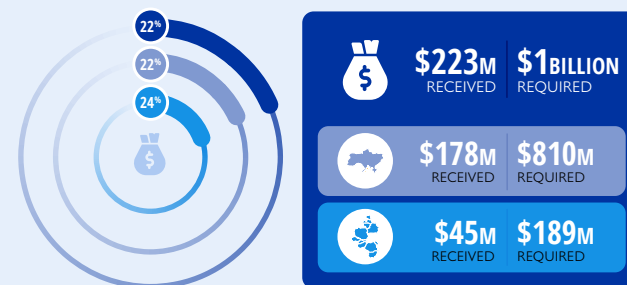 22%
22%
24%
$
$
$223M $1BILLION
RECEIVED REQUIRED
$178M $810M
RECEIVED REQUIRED
$45M $189M
RECEIVED REQUIRED